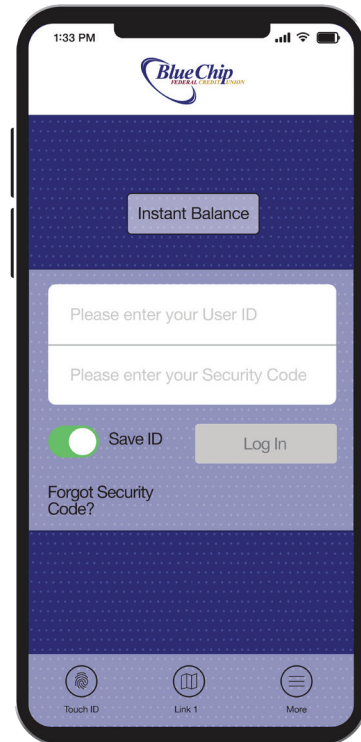 1:33 PM
BlueChip
FEDERAL CREDIT UNION
Instant Balance
Please enter your User ID
Please enter your Security Code
Save ID
Log In
Forgot Security
Code?
Touch ID
Link 1
More